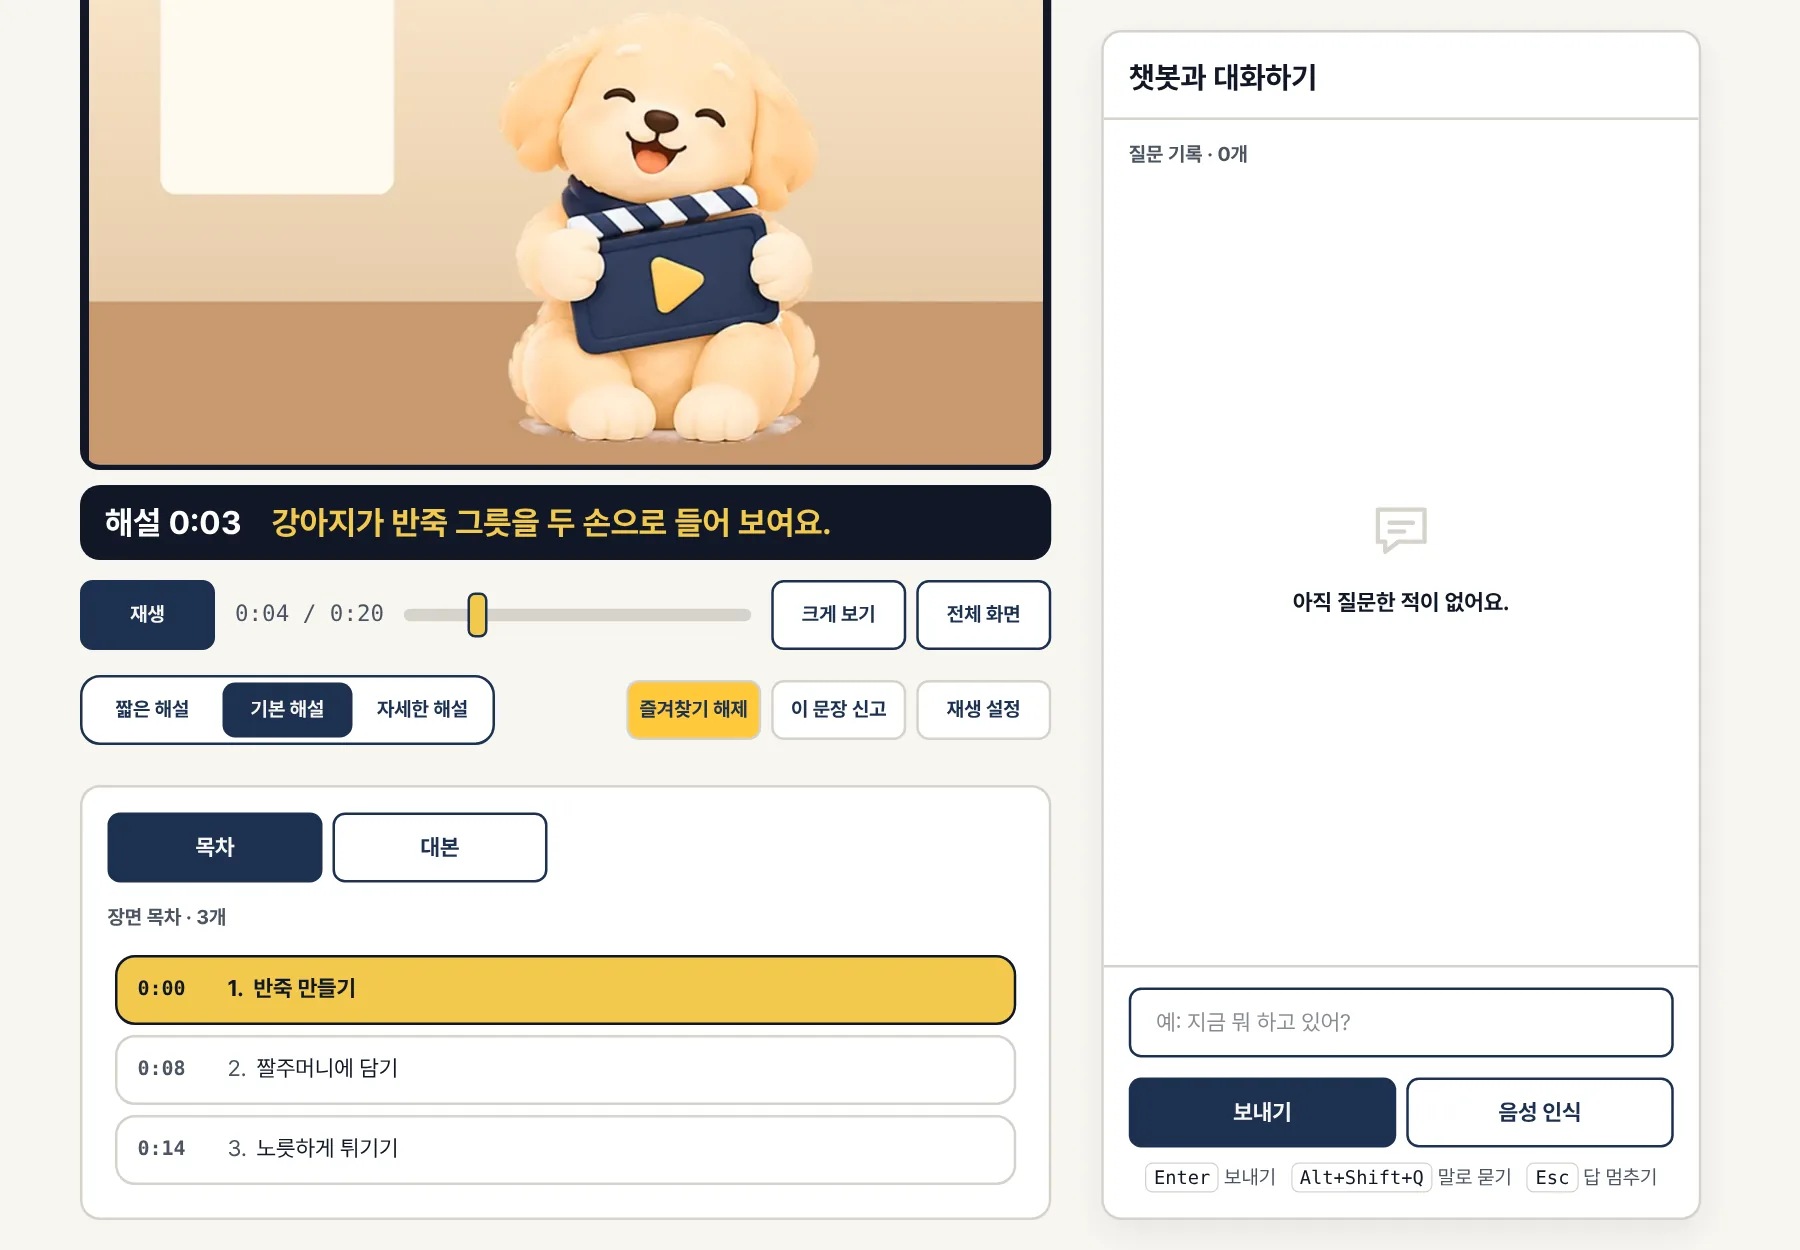 해설 0:03 강아지가 반죽 그릇을 두 손으로 들어 보여요.
재생 0:04 / 0:20 크게 보기 전체 화면
짧은 해설 기본 해설 자세한 해설 즐겨찾기 해제 이 문장 신고 재생 설정
목차 대본
장면 목차 · 3개
0:00 1. 반죽 만들기
0:08 2. 짤주머니에 담기
0:14 3. 노릇하게 튀기기
챗봇과 대화하기
질문 기록 · 0개
아직 질문한 적이 없어요.
예: 지금 뭐 하고 있어?
보내기 음성 인식
Enter 보내기 Alt+Shift+Q 말로 묻기 Esc 답 멈추기